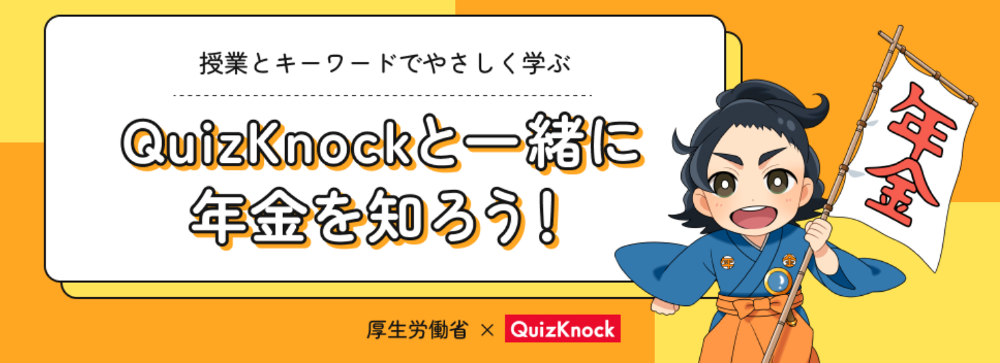 授業とキーワードでやさしく学ぶ
QuizKnockと一緒に
年金を知ろう!
年金
年 金
厚生労働省 × QuizKnock